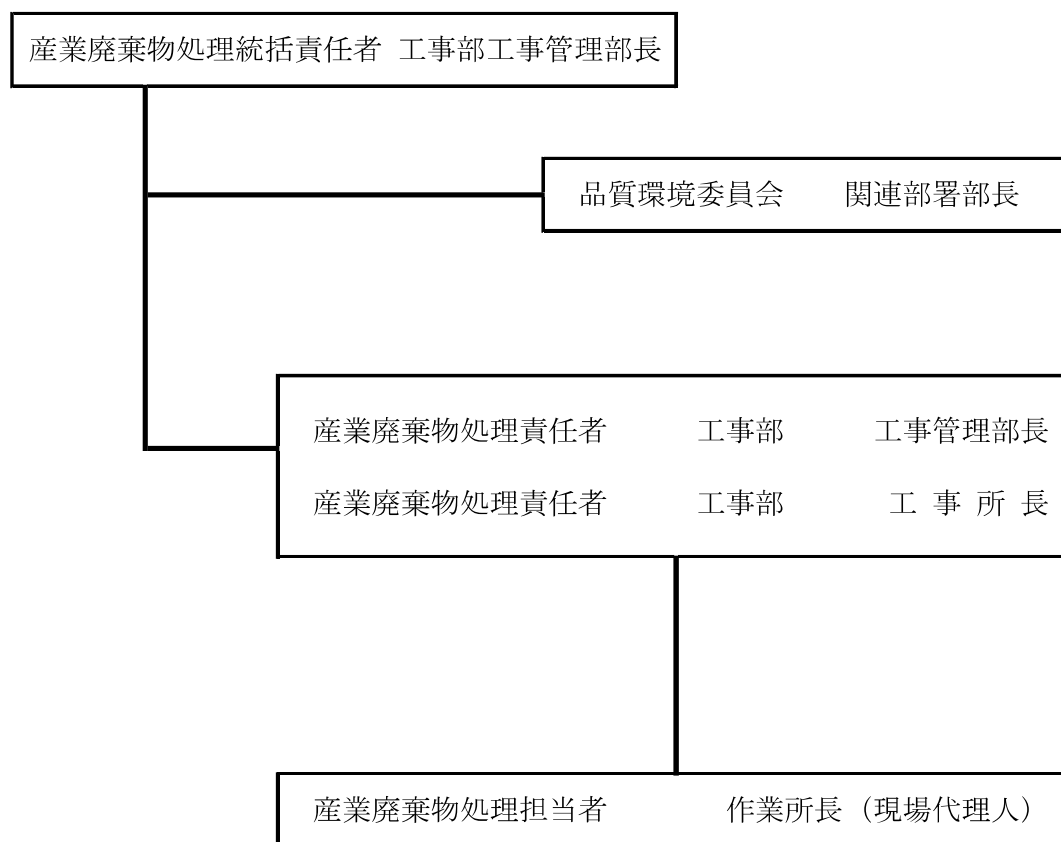 産業廃棄物処理統括責任者 工事部工事管理部長
品質環境委員会 関連部署部長
産業廃棄物処理責任者 工事部 工事管理部長
産業廃棄物処理責任者 工事部 工 事 所 長
産業廃棄物処理担当者 作業所長（現場代理人）